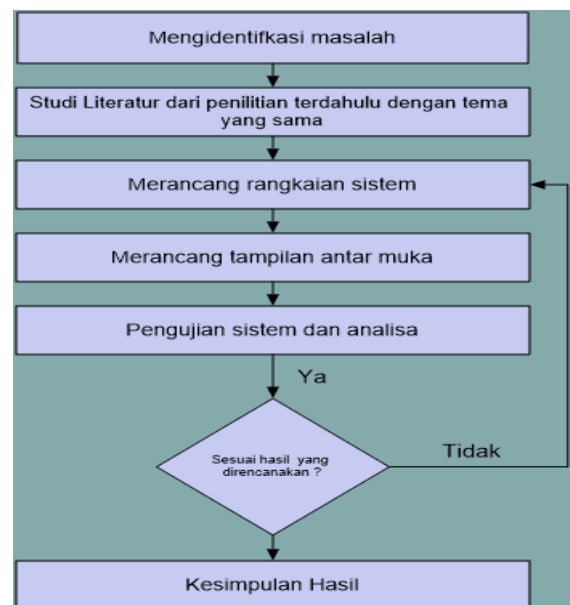 Mengidentifkasi masalah
Studi Literatur dari penilitian terdahulu dengan tema
yang sama
Merancang rangkaian sistem
Merancang tampilan antar muka
Pengujian sistem dan analisa
Ya
Sesuai hasil yang
direncanakan ?
Tidak
Kesimpulan Hasil